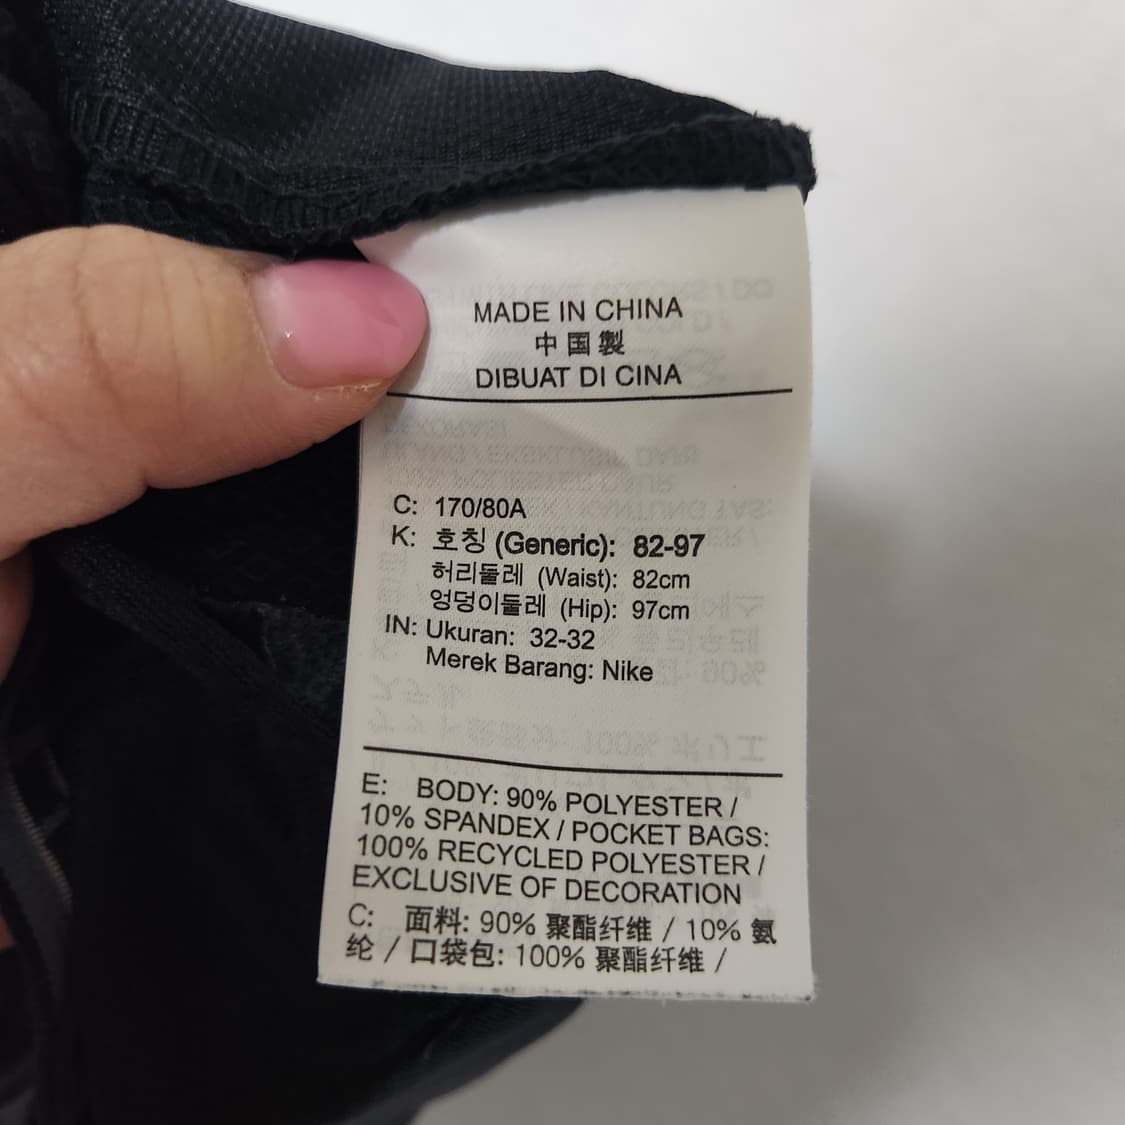 MADE IN CHINA
中国製
DIBUAT DI CINA
C: 170/80A
K: 호칭 (Generic): 82-97
허리둘레 (Waist): 82cm
엉덩이둘레 (Hip): 97cm
IN: Ukuran: 32-32
Merek Barang: Nike
E: BODY: 90% POLYESTER /
10% SPANDEX / POCKET BAGS:
100% RECYCLED POLYESTER /
EXCLUSIVE OF DECORATION
C: 面料: 90% 聚酯纤维 / 10% 氨
纶 / 口袋包: 100% 聚酯纤维 /